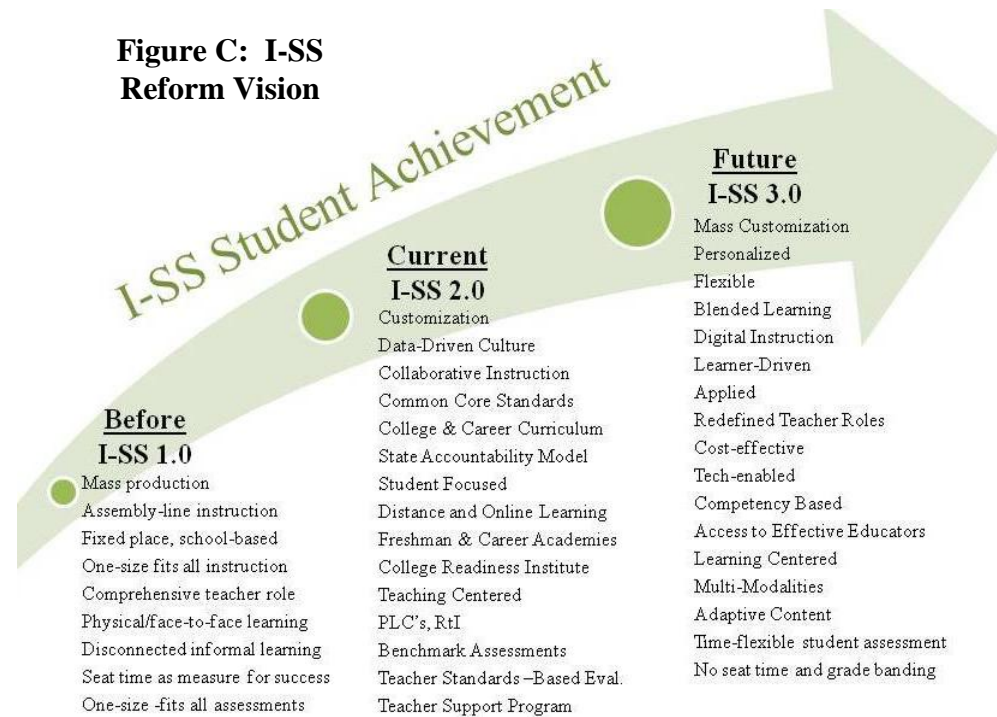 Figure C: I-SS
Reform Vision
I-SS Student Achievement
Before
I-SS 1.0
Mass production
Assembly-line instruction
Fixed place, school-based
One-size fits all instruction
Comprehensive teacher role
Physical/face-to-face learning
Disconnected informal learning
Seat time as measure for success
One-size -fits all assessments
Current
I-SS 2.0
Customization
Data-Driven Culture
Collaborative Instruction
Common Core Standards
College & Career Curriculum
State Accountability Model
Student Focused
Distance and Online Learning
Freshman & Career Academies
College Readiness Institute
Teaching Centered
PLC's, RtI
Benchmark Assessments
Teacher Standards –Based Eval.
Teacher Support Program
Future
I-SS 3.0
Mass Customization
Personalized
Flexible
Blended Learning
Digital Instruction
Learner-Driven
Applied
Redefined Teacher Roles
Cost-effective
Tech-enabled
Competency Based
Access to Effective Educators
Learning Centered
Multi-Modalities
Adaptive Content
Time-flexible student assessment
No seat time and grade banding